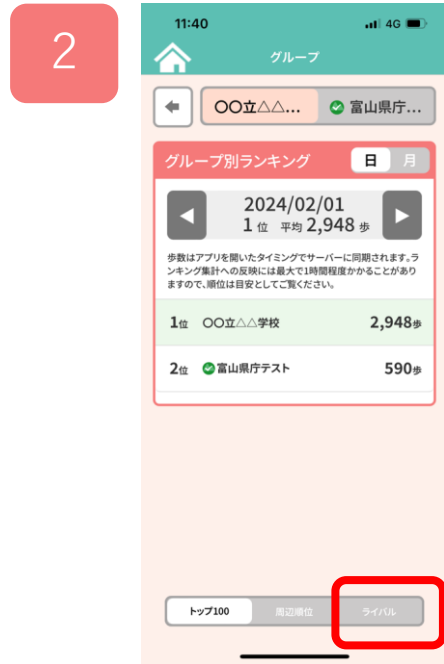 2
11:40 4G
グループ
〇〇立△△... 富山県庁...
グループ別ランキング 日 月
2024/02/01
1 位 平均 2,948 歩
歩数はアプリを開いたタイミングでサーバーに同期されます。ラ
ンキング集計への反映には最大で1時間程度かかることがあり
ますので、順位は目安としてご覧ください。
1位 〇〇立△△学校 2,948歩
2位 富山県庁テスト 590歩
トップ100 周辺順位 ライバル